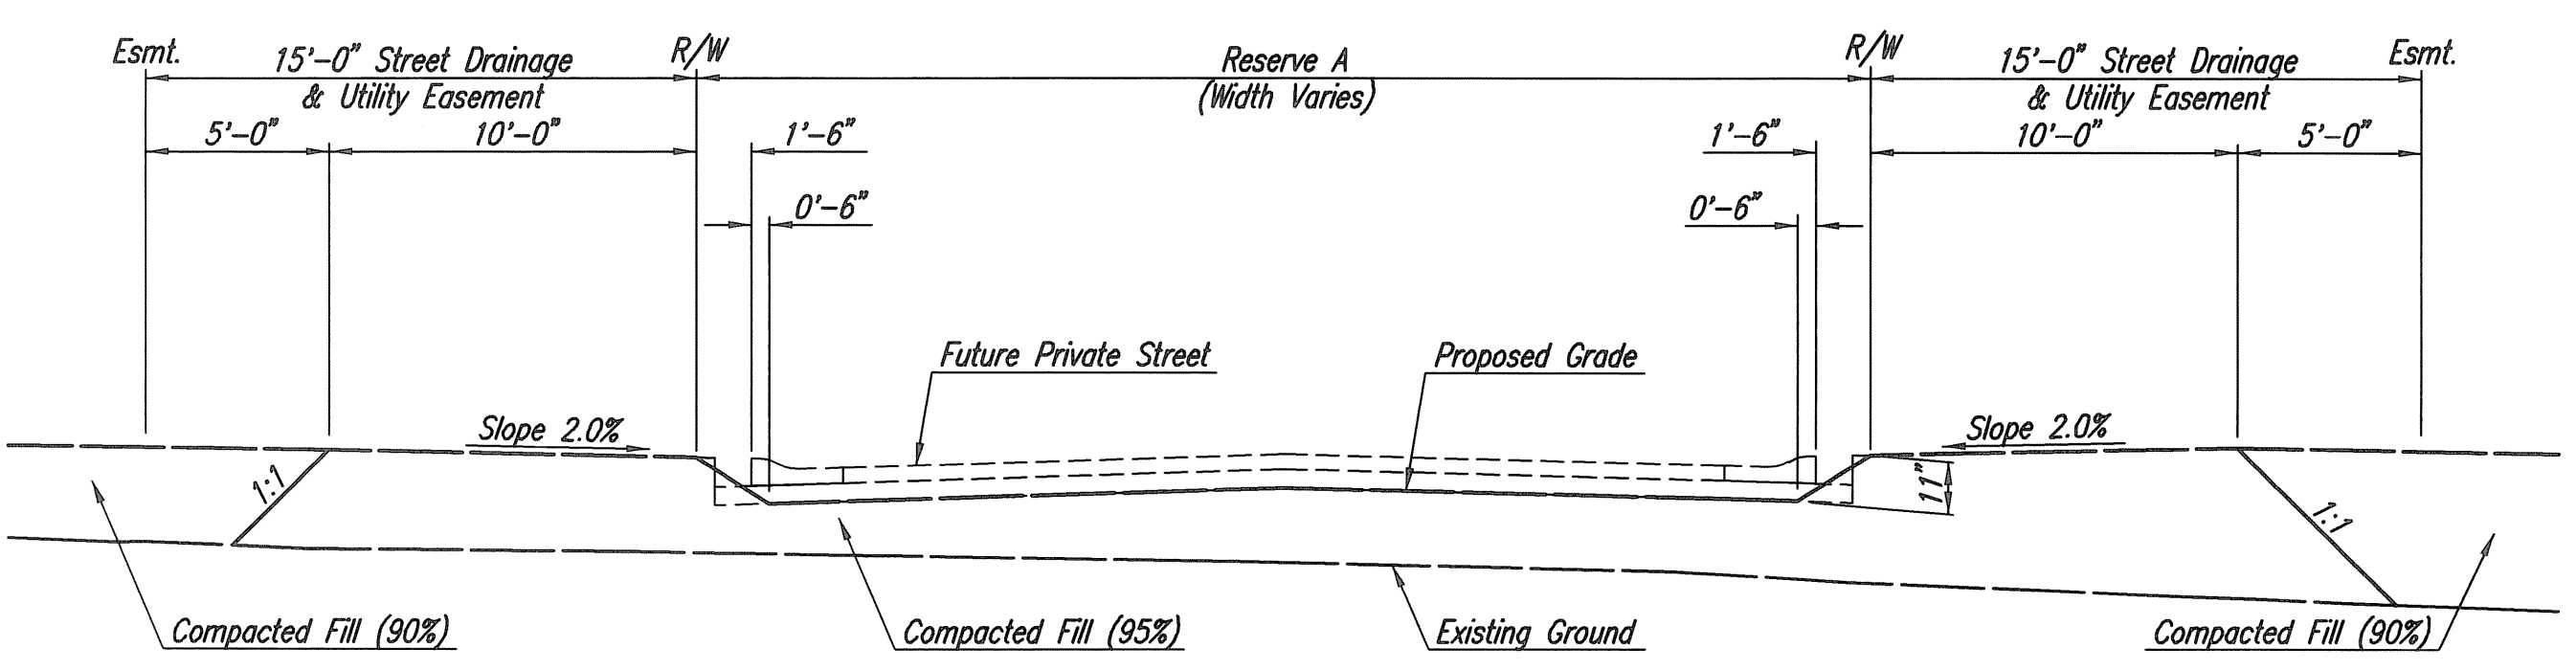 Esmt.
15'-0" Street Drainage
& Utility Easement
R/W
Reserve A
(Width Varies)
R/W
15'-0" Street Drainage
& Utility Easement
Esmt.
5'-0"
10'-0"
1'-6"
1'-6"
10'-0"
5'-0"
0'-6"
0'-6"
Future Private Street
Proposed Grade
Slope 2.0%
Slope 2.0%
1:1
11"
1:1
Compacted Fill (90%)
Compacted Fill (95%)
Existing Ground
Compacted Fill (90%)